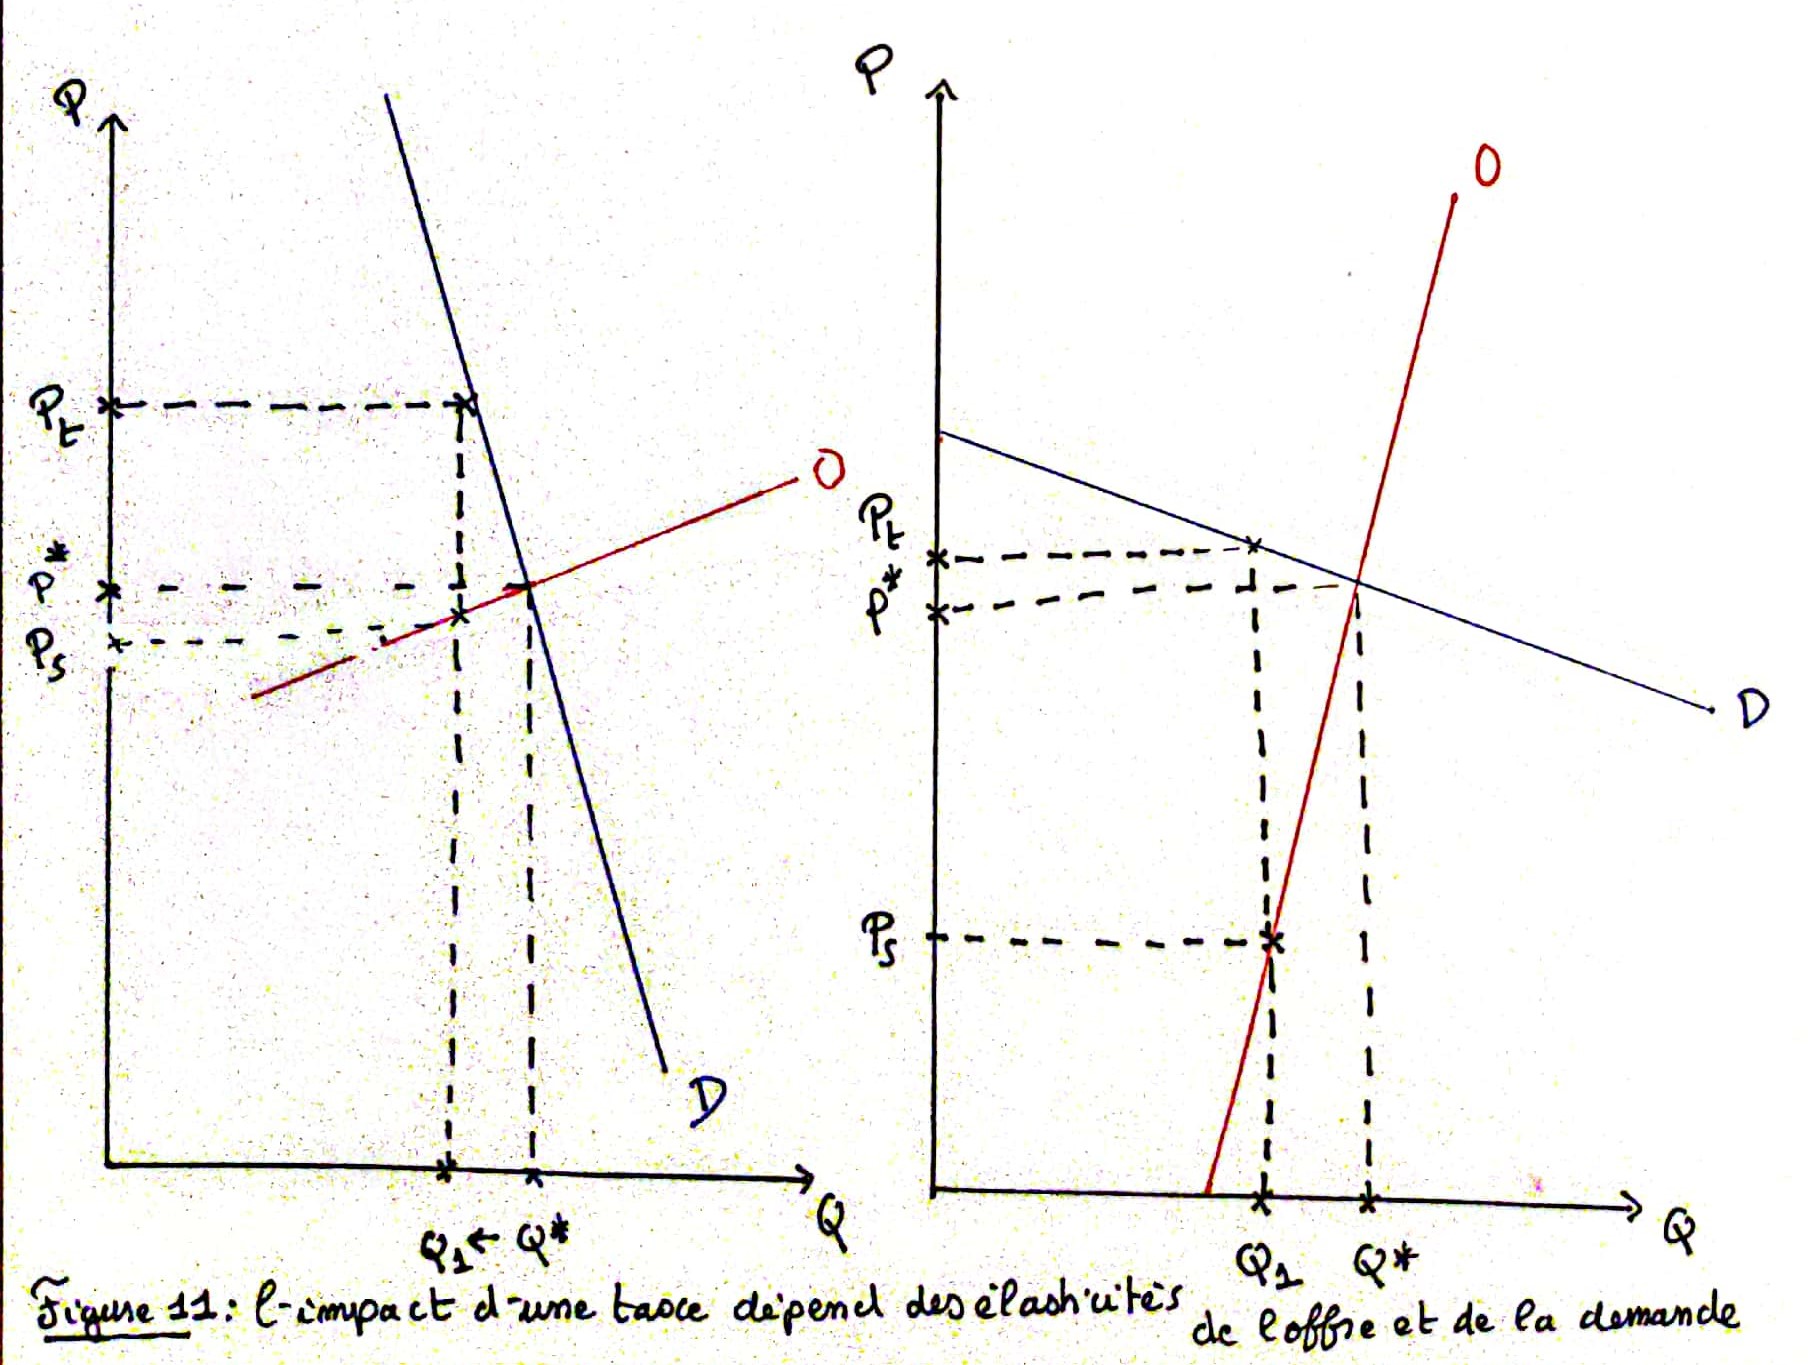 P
P_t
P*
P_s
O
D
Q_1 ← Q*
Q
P
O
P_t
P*
P_s
D
Q_1 Q*
Q
Figure 11 : l'impact d'une taxe dépend des élasticités
de l'offre et de la demande